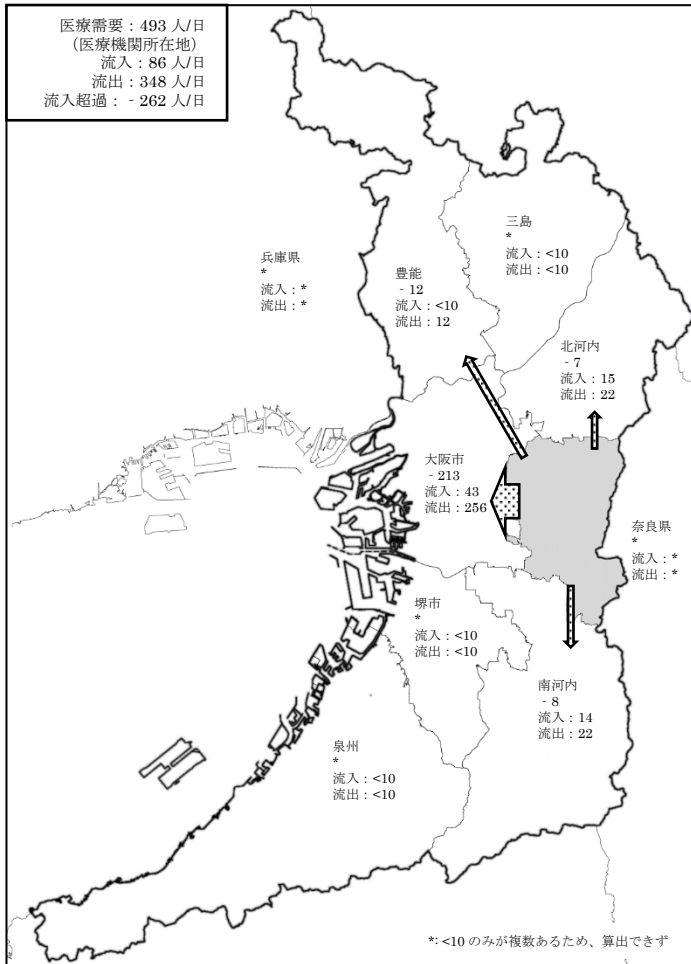 医療需要：493 人/日
（医療機関所在地）
流入：86 人/日
流出：348 人/日
流入超過： - 262 人/日
三島
*
流入：<10
流出：<10
兵庫県
*
流入：*
流出：*
豊能
- 12
流入：<10
流出：12
北河内
- 7
流入：15
流出：22
大阪市
- 213
流入：43
流出：256
奈良県
*
流入：*
流出：*
堺市
*
流入：<10
流出：<10
南河内
- 8
流入：14
流出：22
泉州
*
流入：<10
流出：<10
*: <10 のみが複数あるため、算出できず